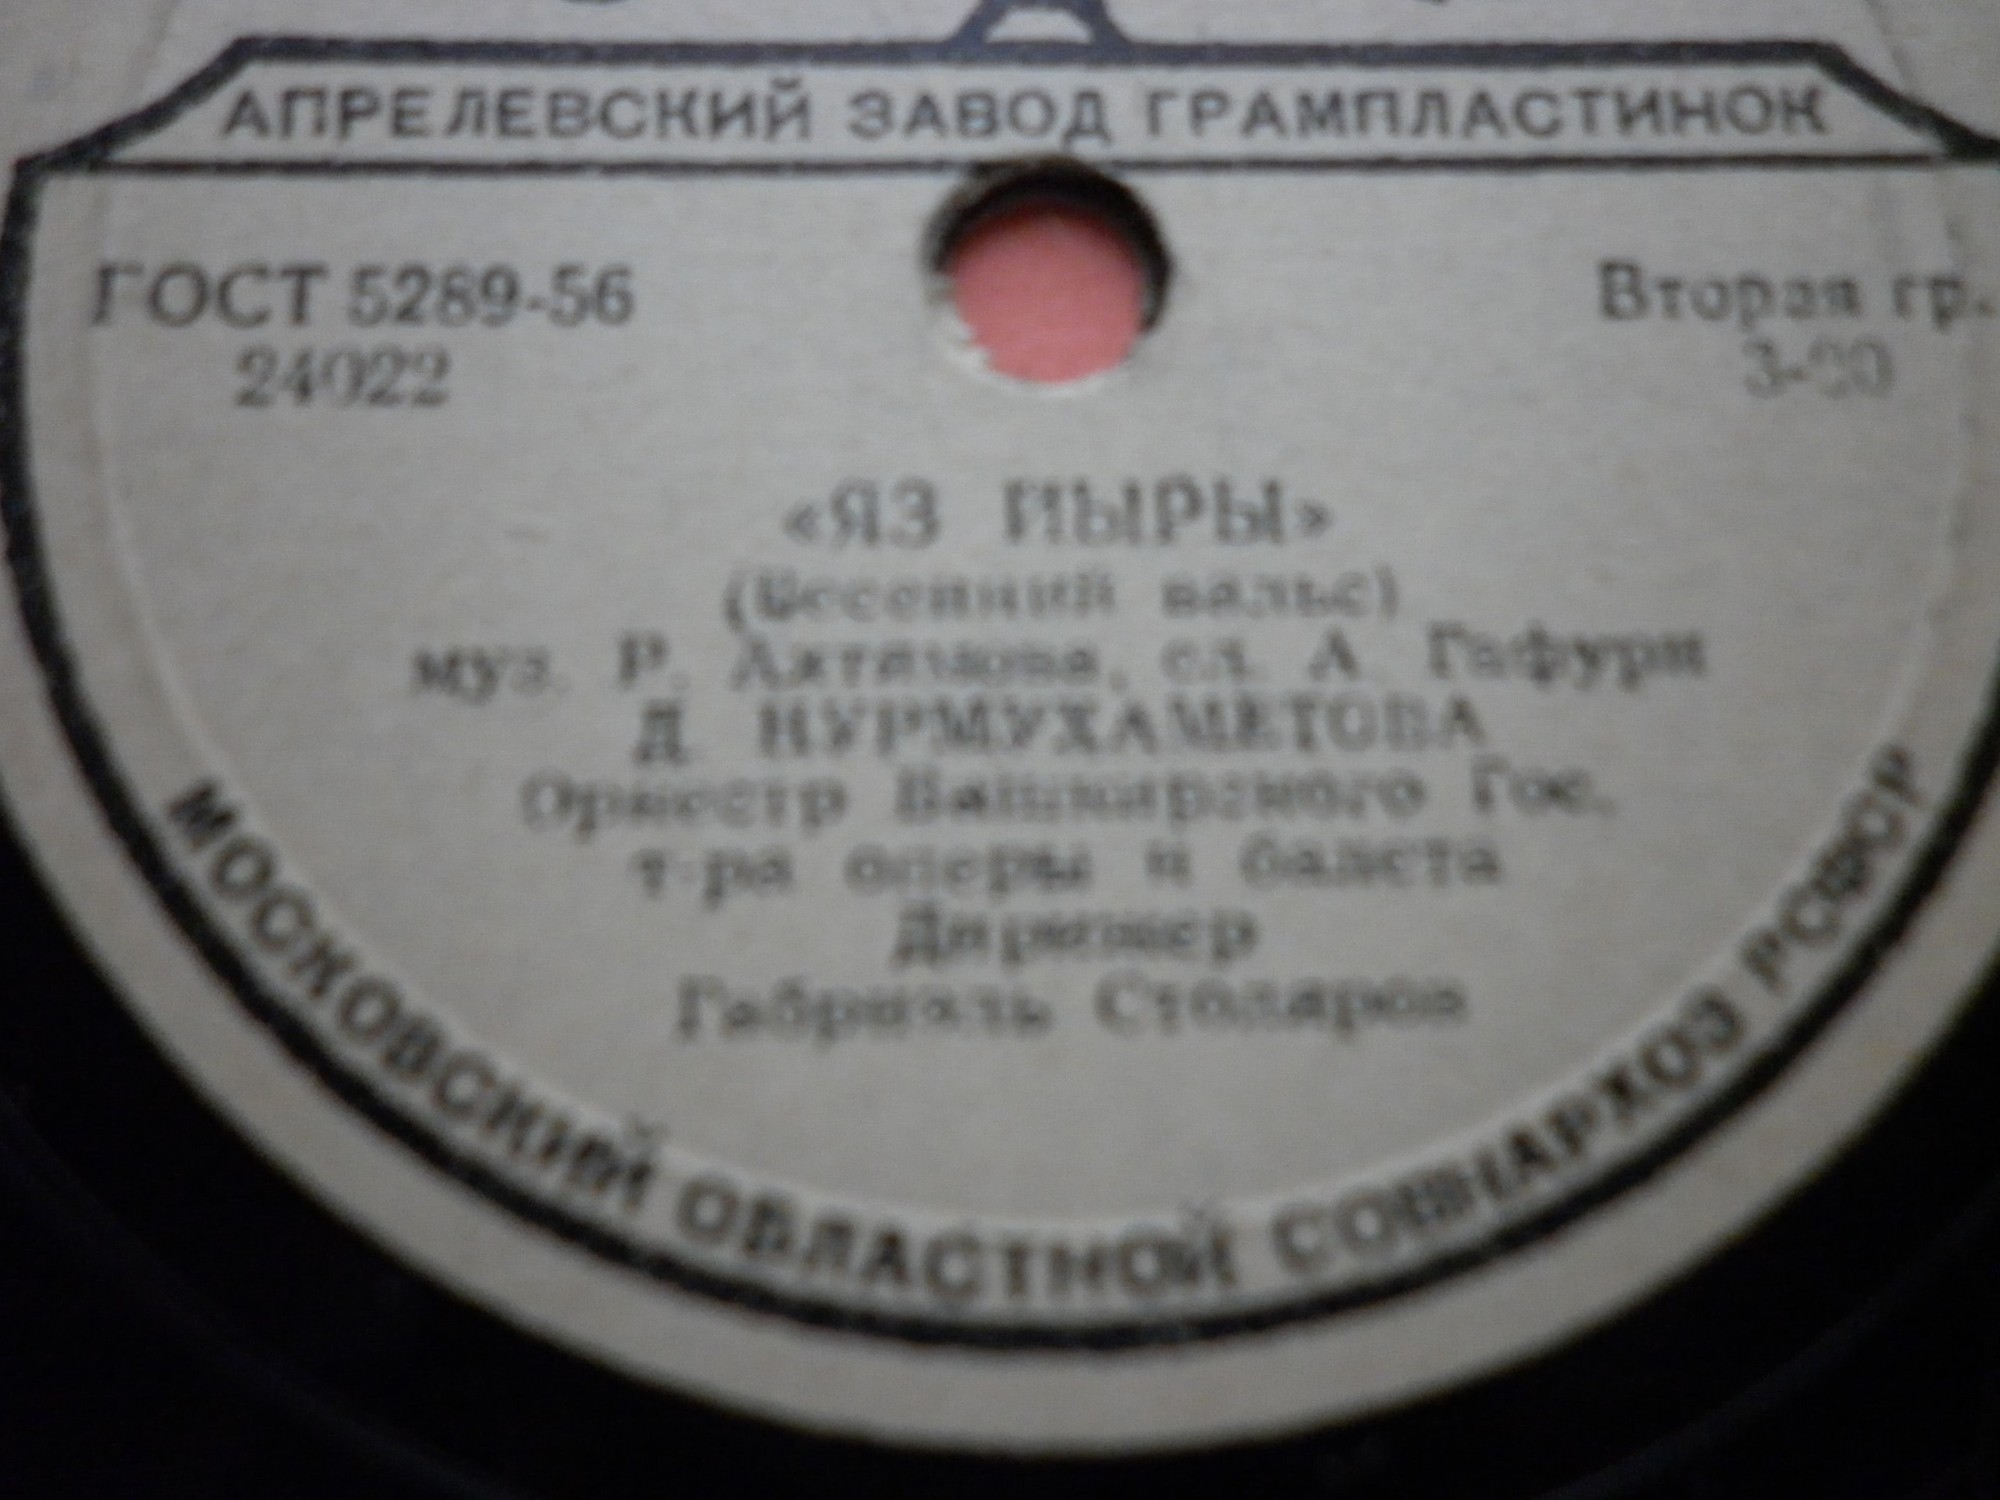 АПРЕЛЕВСКИЙ ЗАВОД ГРАМПЛАСТИНОК
ГОСТ 5289-56
Вторая гр.
24022
«ЯЗ ЙЫРЫ»
(Весенний вальс)
муз. Р. Ахтямова, сл. А. Гафури
Д. НУРМУХАМЕТОВА
Оркестр Башкирского Гос.
т-ра оперы и балета
Дирижер
Габриэль Столяров
МОСКОВСКИЙ ОБЛАСТНОЙ СОВНАРХОЗ РСФСР